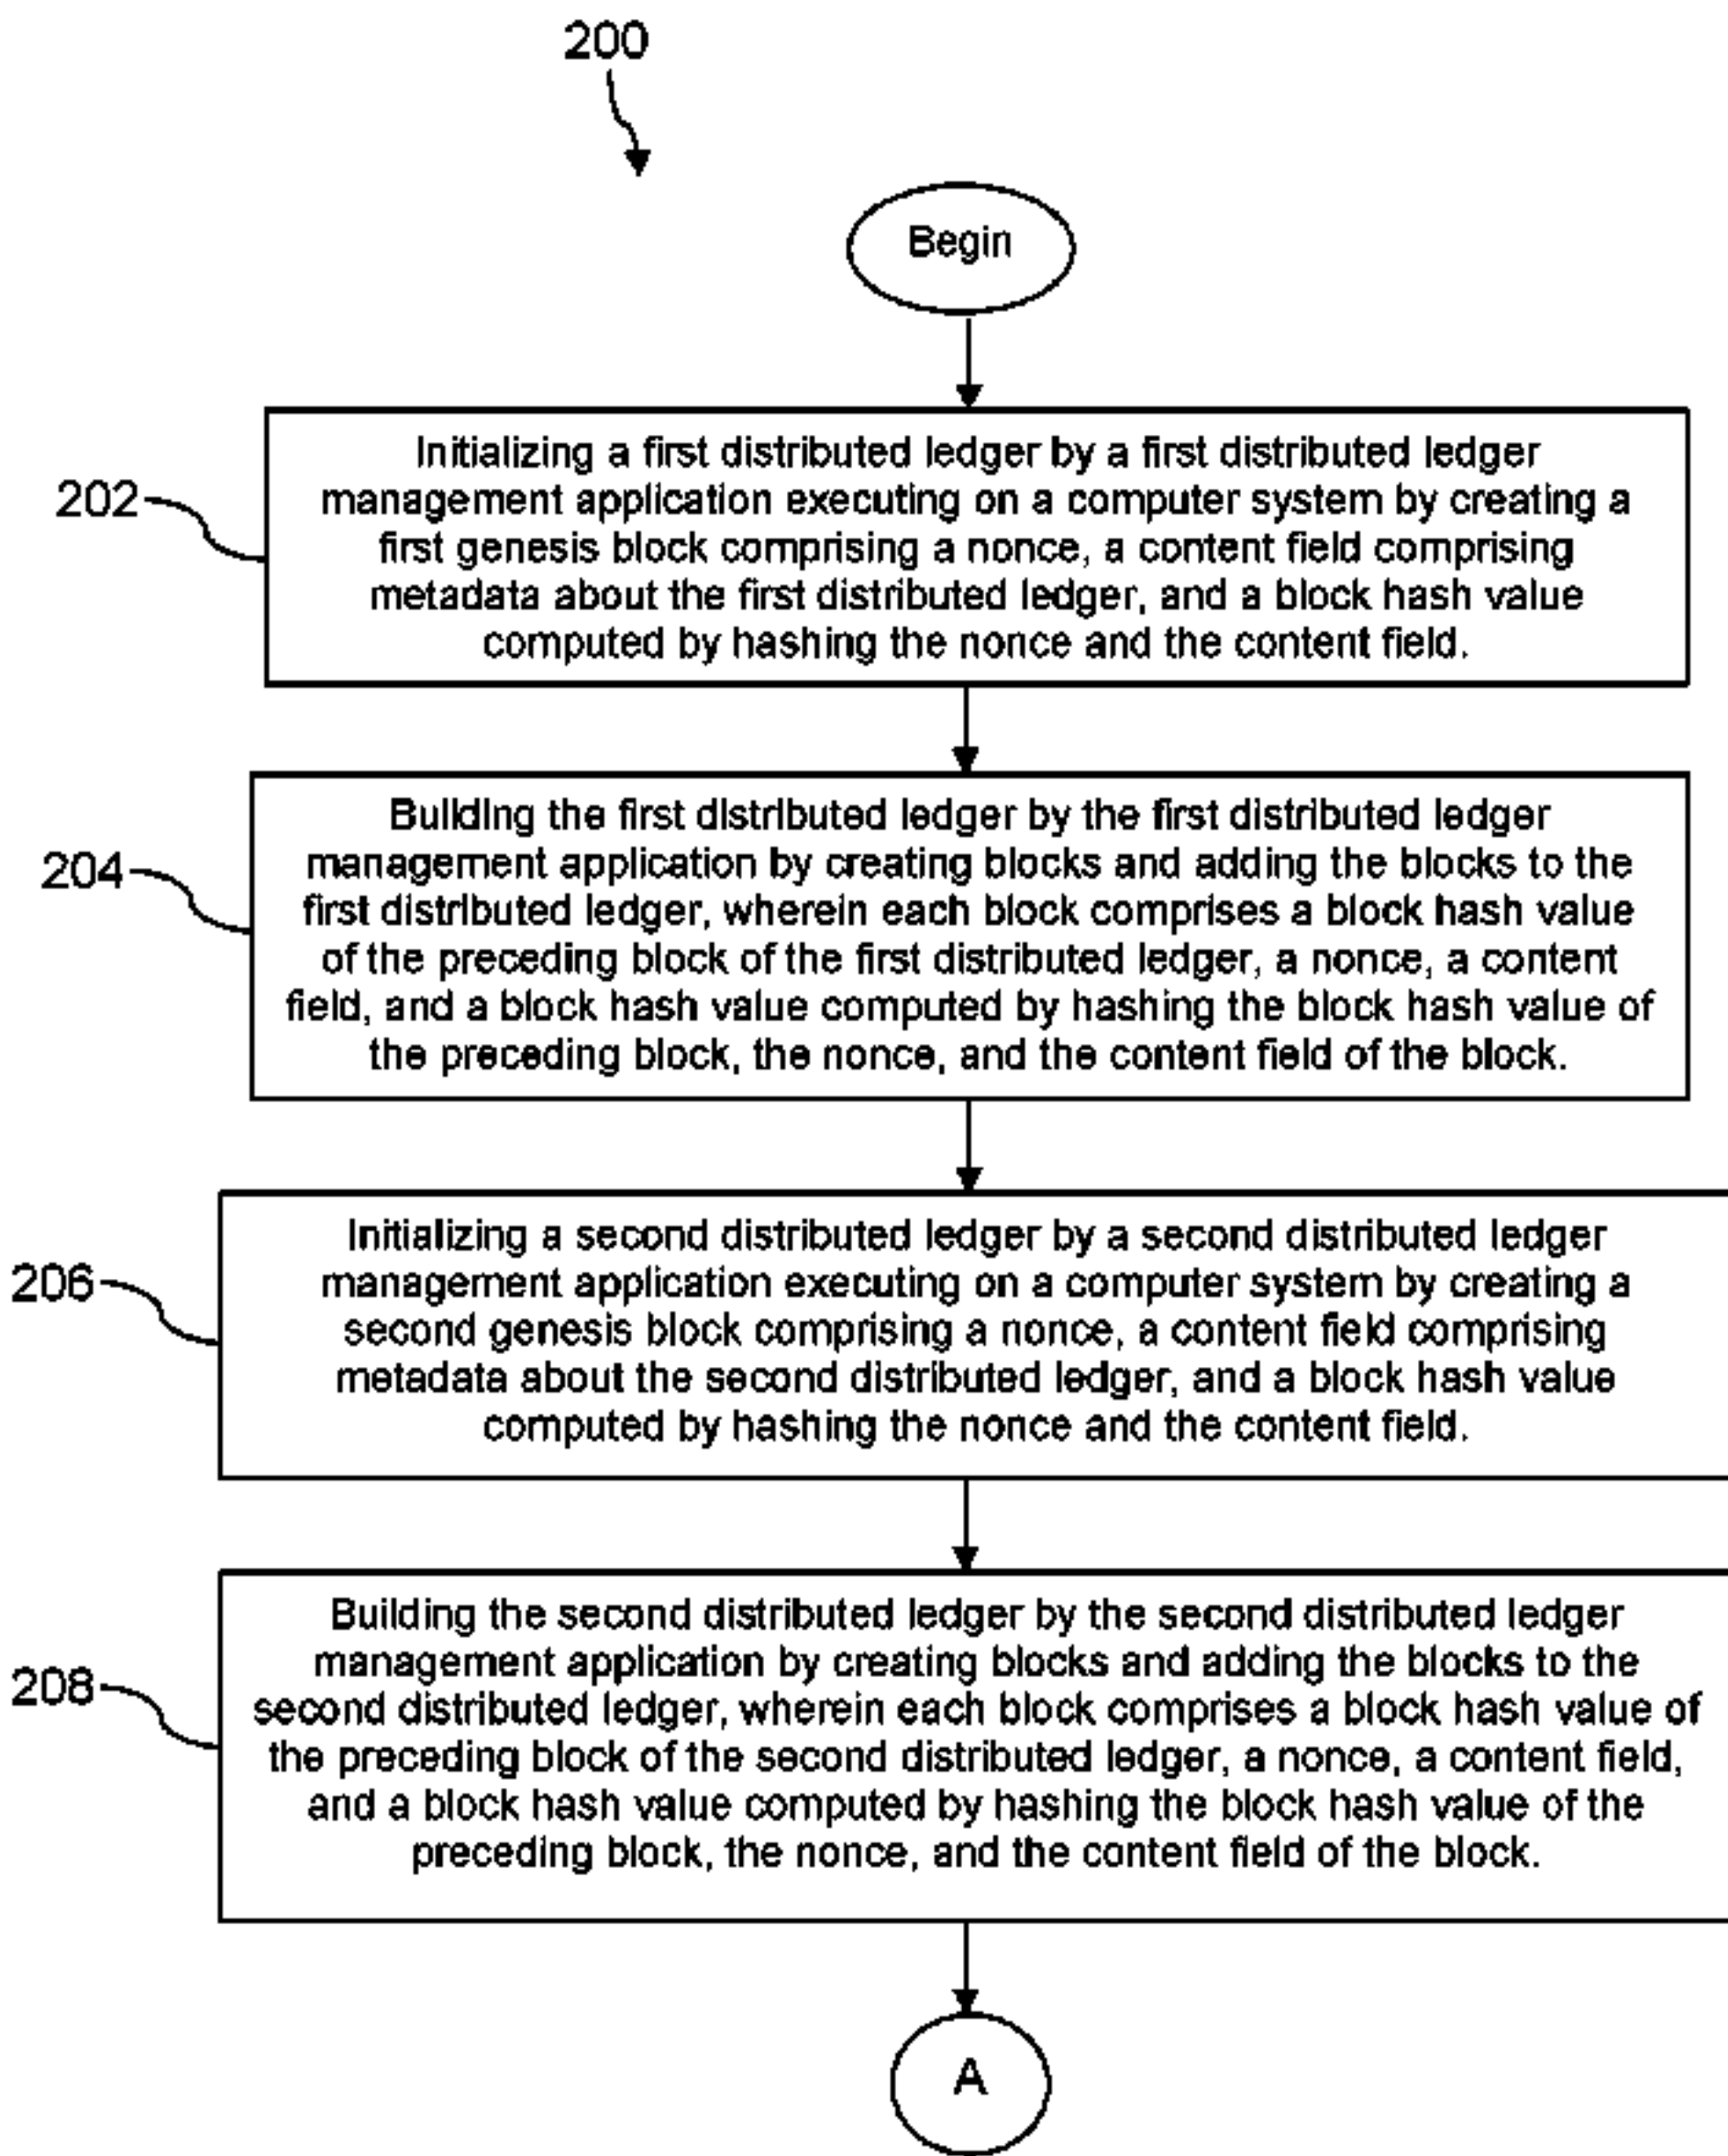 200
Begin
202
Initializing a first distributed ledger by a first distributed ledger
management application executing on a computer system by creating a
first genesis block comprising a nonce, a content field comprising
metadata about the first distributed ledger, and a block hash value
computed by hashing the nonce and the content field.
204
Building the first distributed ledger by the first distributed ledger
management application by creating blocks and adding the blocks to the
first distributed ledger, wherein each block comprises a block hash value
of the preceding block of the first distributed ledger, a nonce, a content
field, and a block hash value computed by hashing the block hash value of
the preceding block, the nonce, and the content field of the block.
206
Initializing a second distributed ledger by a second distributed ledger
management application executing on a computer system by creating a
second genesis block comprising a nonce, a content field comprising
metadata about the second distributed ledger, and a block hash value
computed by hashing the nonce and the content field.
208
Building the second distributed ledger by the second distributed ledger
management application by creating blocks and adding the blocks to the
second distributed ledger, wherein each block comprises a block hash value of
the preceding block of the second distributed ledger, a nonce, a content field,
and a block hash value computed by hashing the block hash value of the
preceding block, the nonce, and the content field of the block.
A